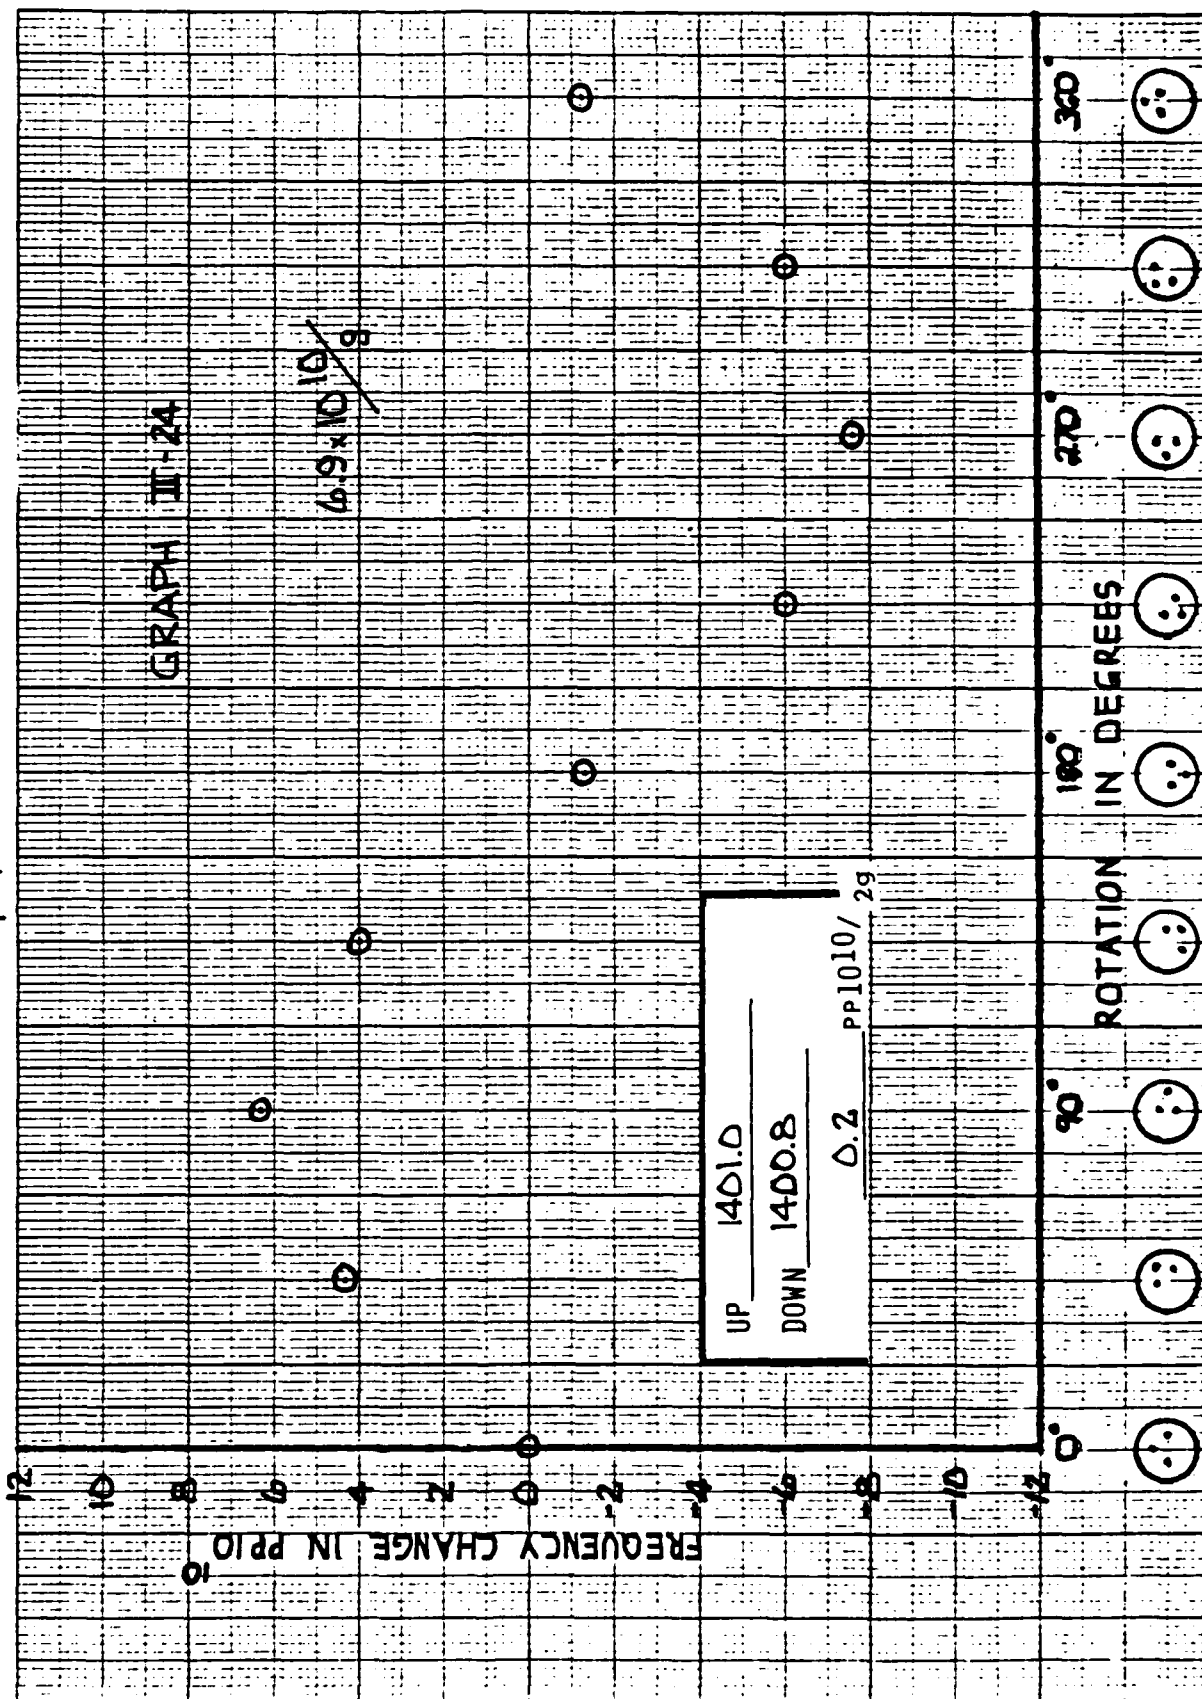 GRAPH II-24
6.9 x 10 10/g
12
10
8
6
4
2
0
-2
-4
-6
-8
-10
-12
FREQUENCY CHANGE IN PP10 10
UP 1401.0
DOWN 1400.8
0.2 PP10 10/2g
0° 90° 180° 270° 360°
ROTATION IN DEGREES